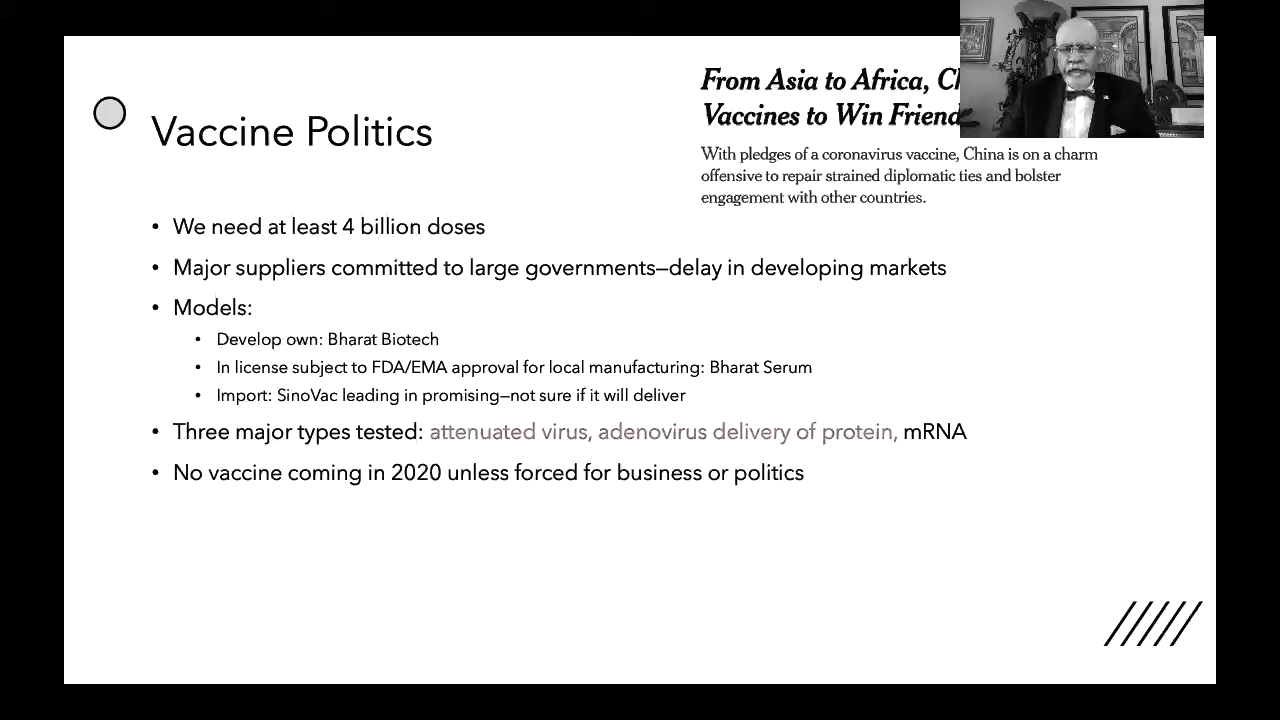 Vaccine Politics
From Asia to Africa,
Vaccines to Win
With pledges of a coronavirus vaccine, China is on a charm
offensive to repair strained diplomatic ties and bolster
engagement with other countries.
• We need at least 4 billion doses
• Major suppliers committed to large governments—delay in developing markets
• Models:
• Develop own: Bharat Biotech
• In license subject to FDA/EMA approval for local manufacturing: Bharat Serum
• Import: SinoVac leading in promising—not sure if it will deliver
• Three major types tested: attenuated virus, adenovirus delivery of protein, mRNA
• No vaccine coming in 2020 unless forced for business or politics